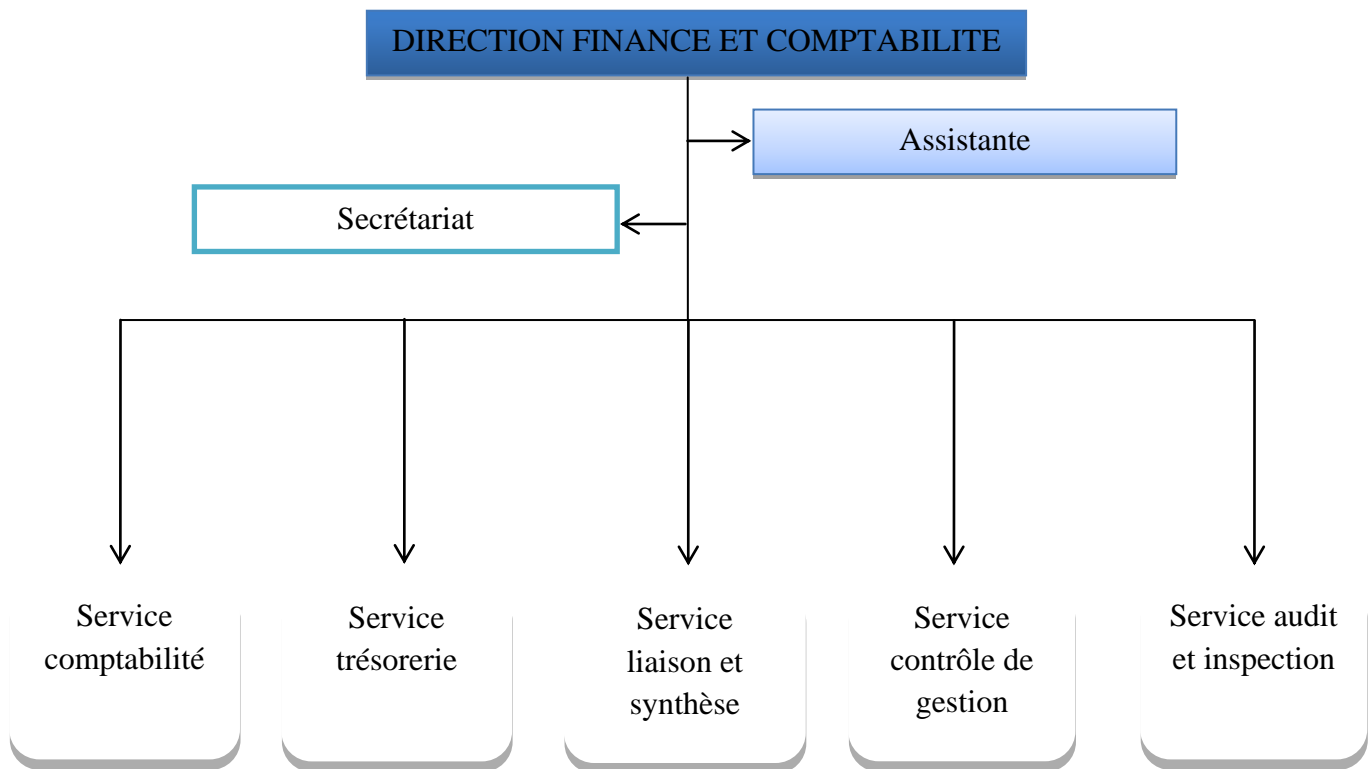 DIRECTION FINANCE ET COMPTABILITE
Assistante
Secrétariat
Service
comptabilité
Service
trésorerie
Service
liaison et
synthèse
Service
contrôle de
gestion
Service audit
et inspection